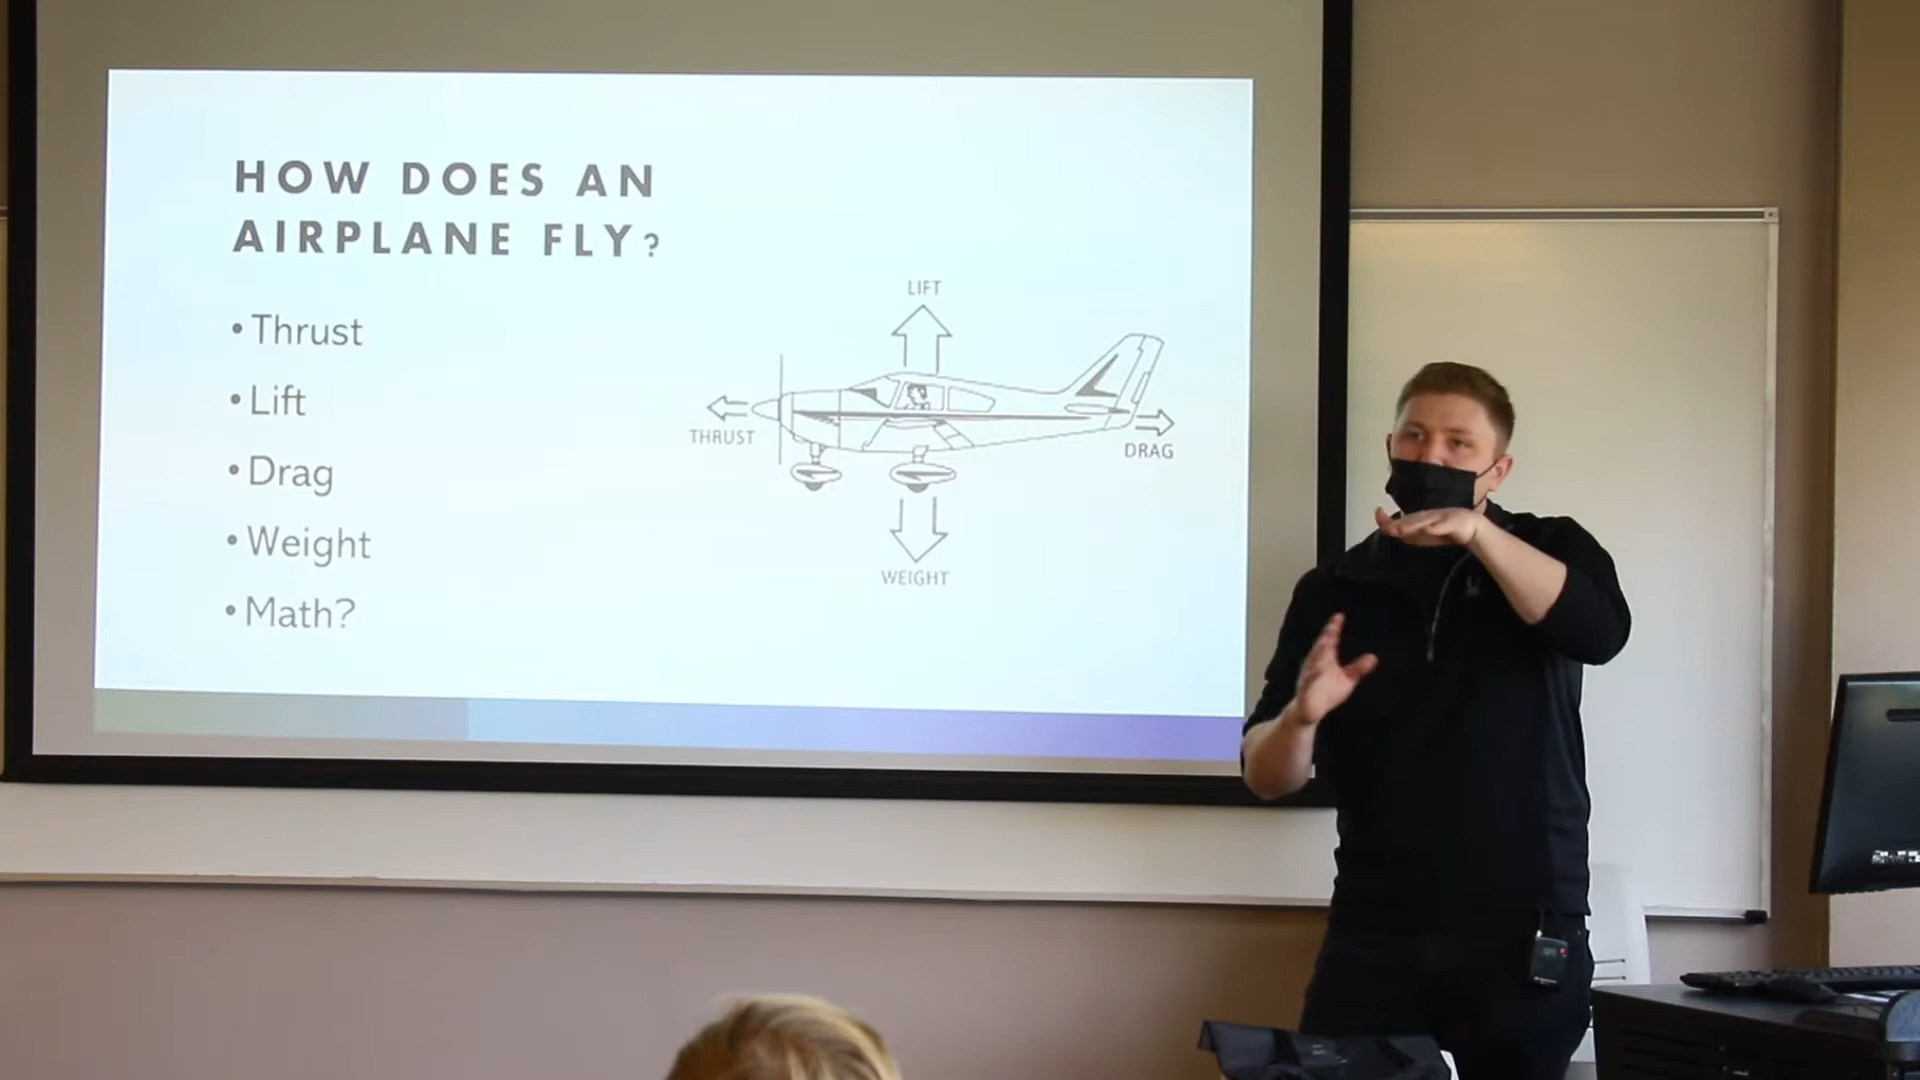 HOW DOES AN
AIRPLANE FLY?
• Thrust
• Lift
• Drag
• Weight
• Math?
LIFT
THRUST
DRAG
WEIGHT